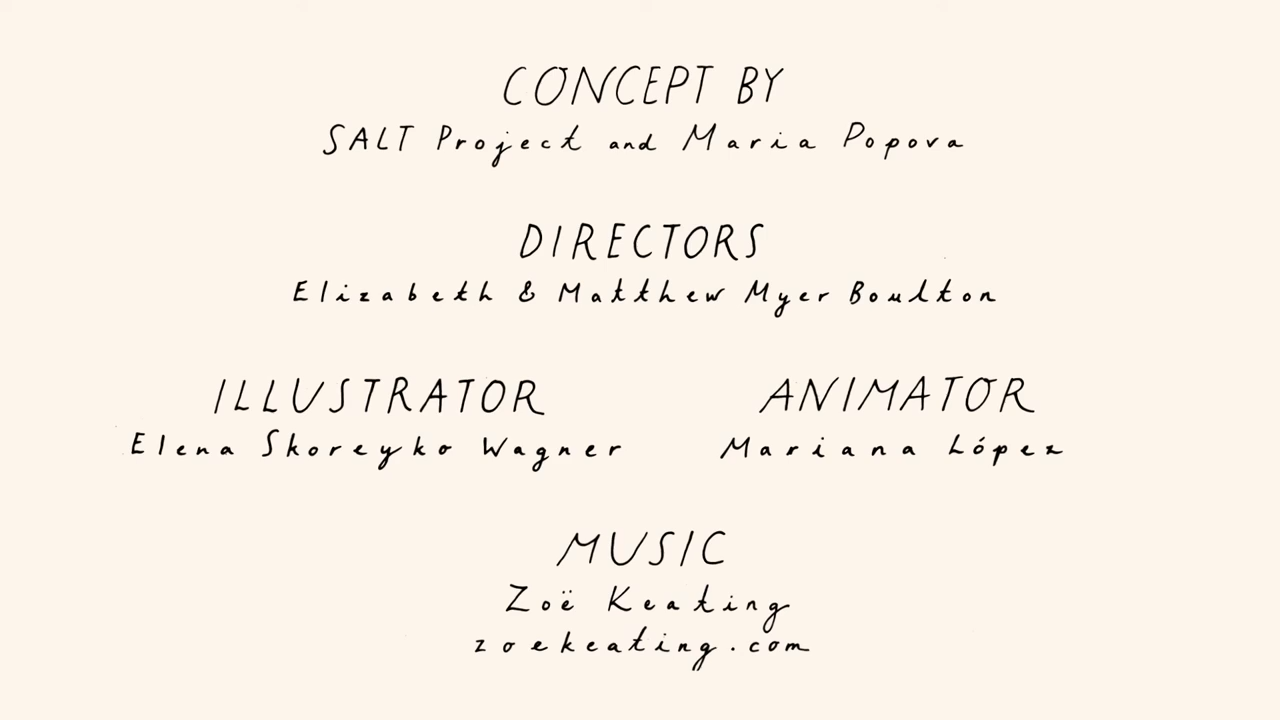 CONCEPT BY
SALT Project and Maria Popova
DIRECTORS
Elizabeth & Matthew Myer Boulton
ILLUSTRATOR
Elena Skoreyko Wagner
ANIMATOR
Mariana López
MUSIC
Zoë Keating
zoekeating.com